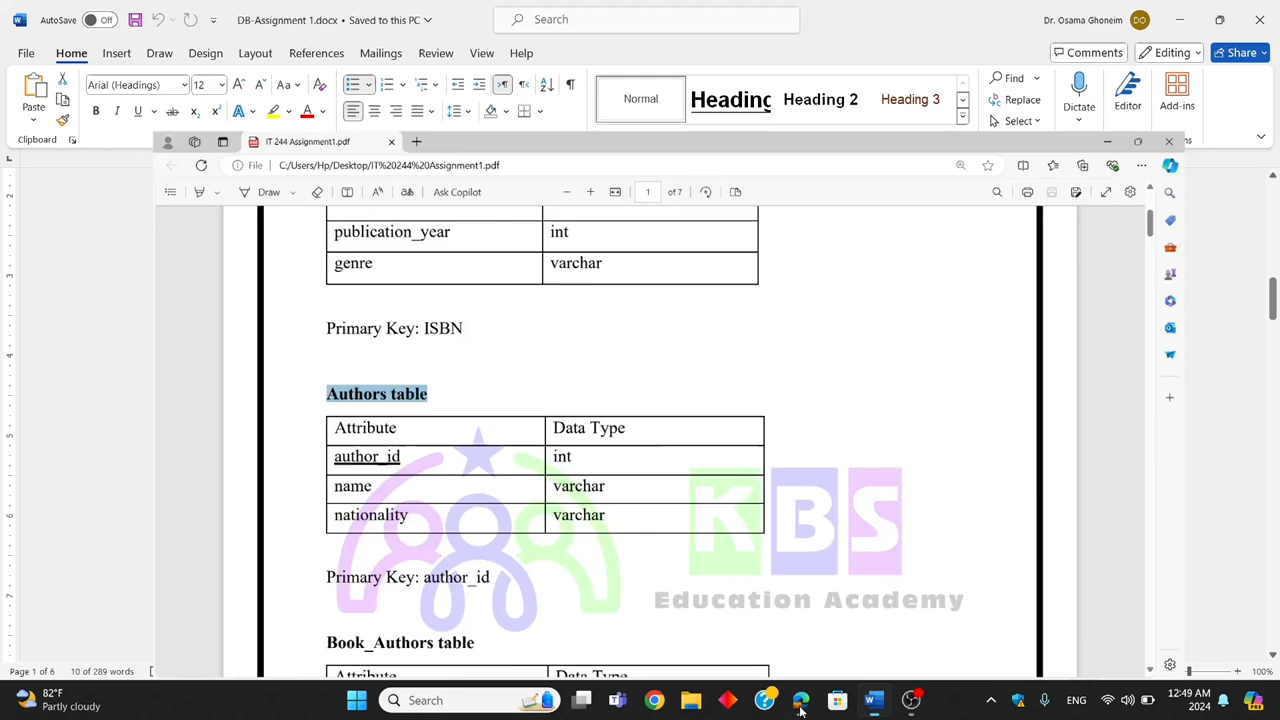 AutoSave Off DB-Assignment 1.docx • Saved to this PC Search Dr. Osama Ghoneim DO
File Home Insert Draw Design Layout References Mailings Review View Help Comments Editing Share
Paste Arial (Headings) 12 Normal Heading Heading 2 Heading 3 Find Replace Select Dictate Editor Add-ins
Clipboard
IT 244 Assignment1.pdf
File C:/Users/Hp/Desktop/IT%20244%20Assignment1.pdf
Draw Ask Copilot 1 of 7
publication_year int
genre varchar
Primary Key: ISBN
Authors table
Attribute Data Type
author_id int
name varchar
nationality varchar
KBS
Primary Key: author_id
Education Academy
Book_Authors table
Attribute Data Type
Page 1 of 6 10 of 289 words 100%
82°F
Partly cloudy
Search
ENG
12:49 AM
2024